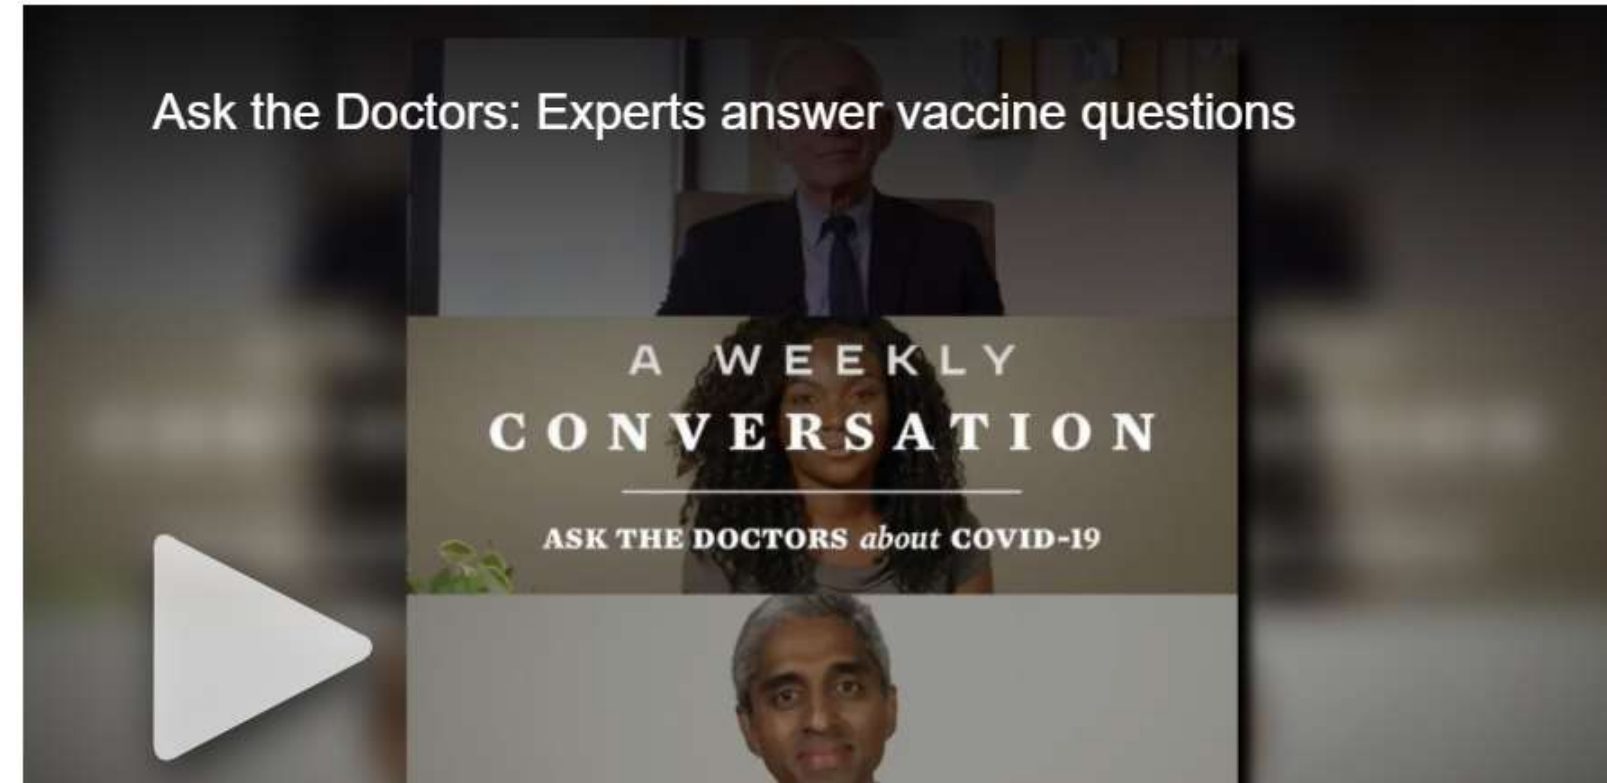 Ask the Doctors: Experts answer vaccine questions
A WEEKLY
CONVERSATION
ASK THE DOCTORS about COVID-19